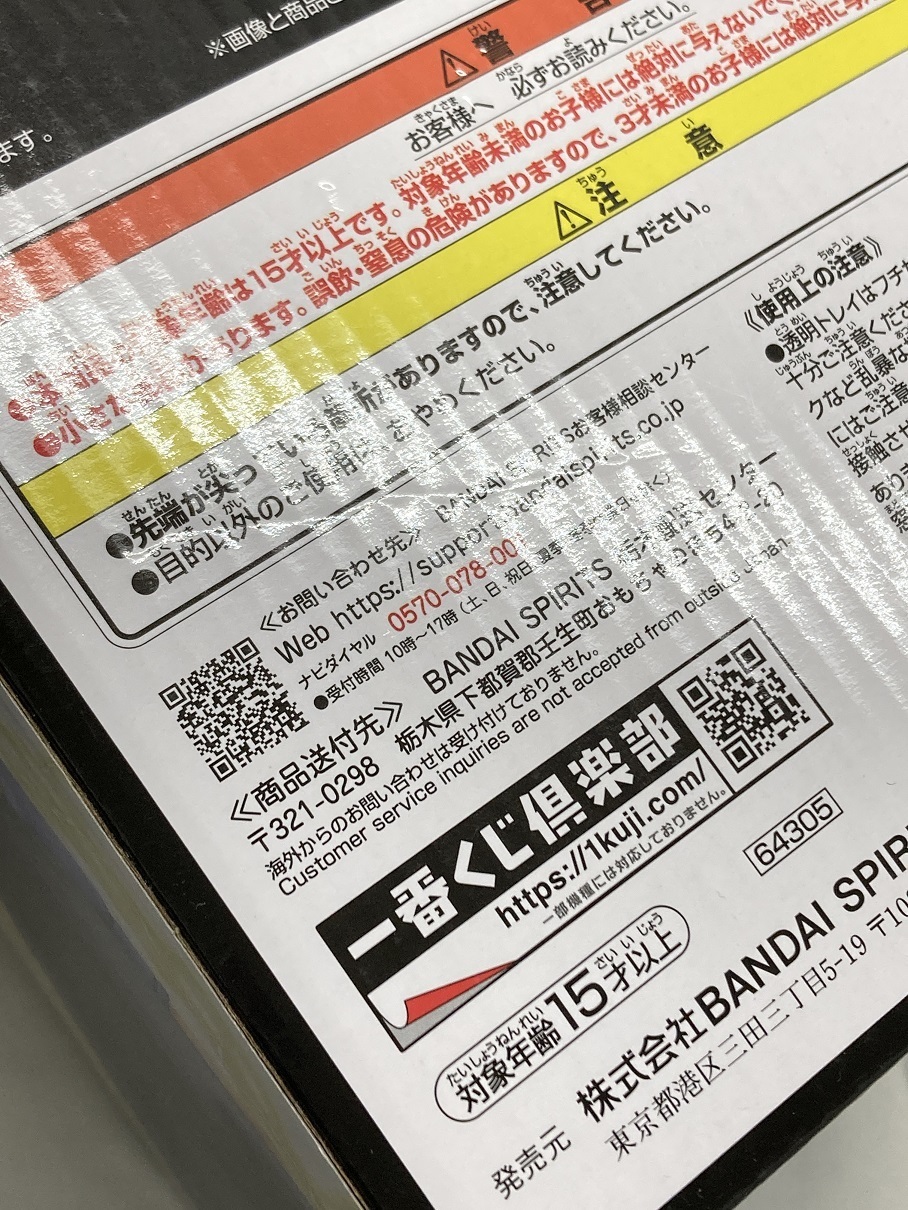 ※画像と商品
ます。
警告
お客様へ 必ずお読みください。
年齢は15才以上です。対象年齢未満のお子様には絶対に与えないでく
あります。誤飲・窒息の危険がありますので、3才未満のお子様には絶対に与え
注意
●先端が尖っている箇所がありますので、注意してください。
●目的以外のご使用は、おやめください。
《お問い合わせ先》 BANDAI SPIRITSお客様相談センター
Web https://support.bandaispirits.co.jp
ナビダイヤル 0570-078-00
●受付時間 10時〜17時(土、日、祝日、
《商品送付先》 BANDAI SPIRITS
〒321-0298 栃木県下都賀郡壬生町おもちゃのまち
海外からのお問い合わせは受け付けておりません。
Customer service inquiries are not accepted from outside Japan
《使用上の注意》
●透明トレイはフチ
十分ご注意くださ
クなど乱暴な
にはご注意
接触させ
あり
一番くじ倶楽部
https://1kuji.com/
一部機種には対応しておりません。
64305
対象年齢15才以上
発売元 株式会社BANDAI SPIR
東京都港区三田三丁目5-19 〒10